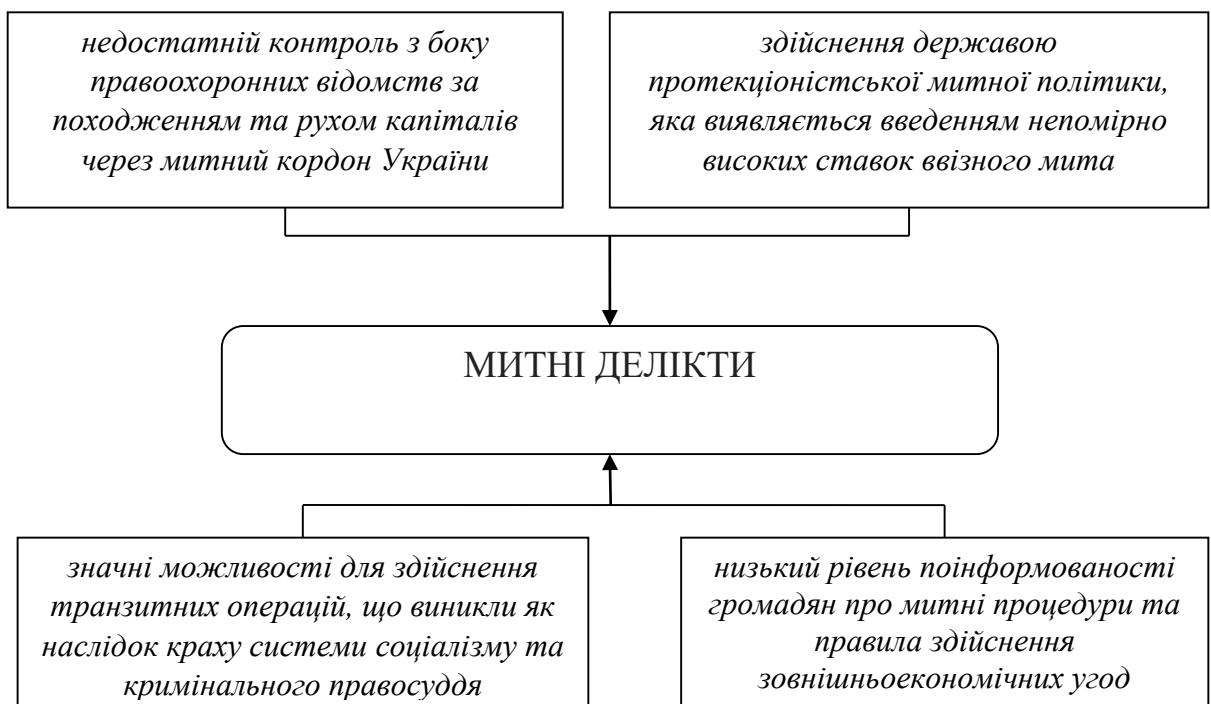 недостатній контроль з боку
правоохоронних відомств за
походженням та рухом капіталів
через митний кордон України
здійснення державою
протекціоністської митної політики,
яка виявляється введенням непомірно
високих ставок ввізного мита
МИТНІ ДЕЛІКТИ
значні можливості для здійснення
транзитних операцій, що виникли як
наслідок краху системи соціалізму та
кримінального правосуддя
низький рівень поінформованості
громадян про митні процедури та
правила здійснення
зовнішньоекономічних угод